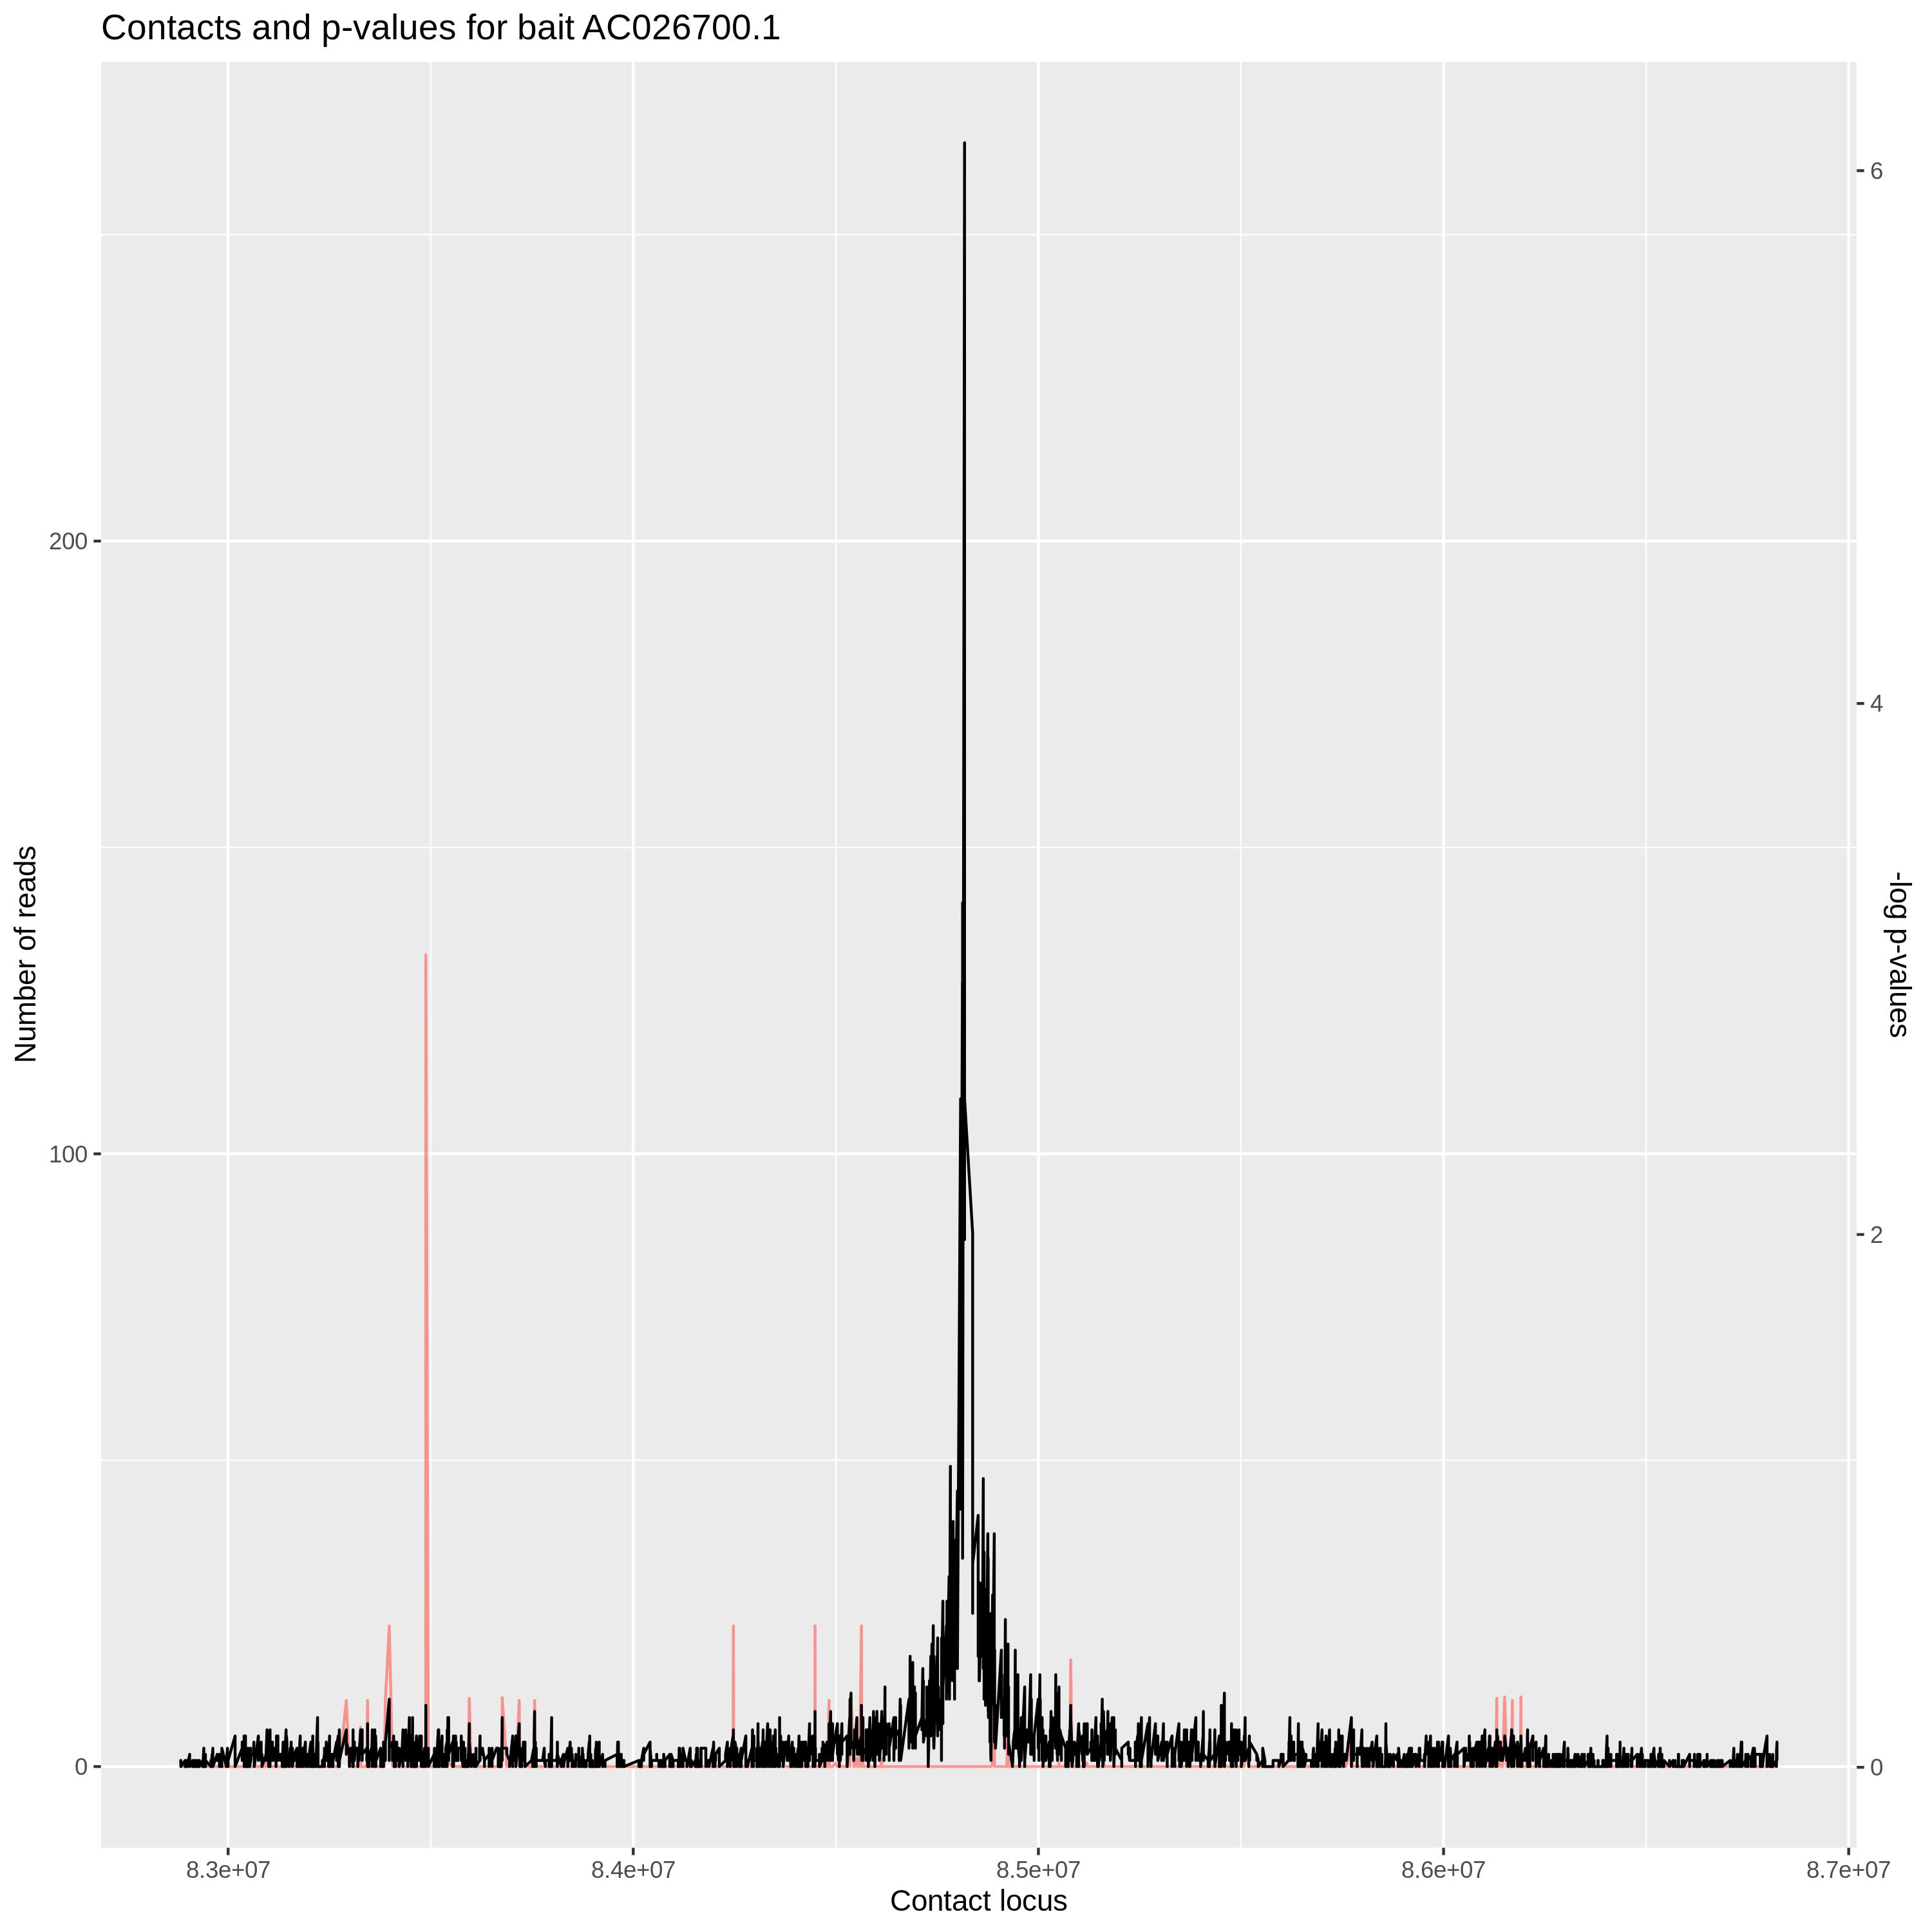 Contacts and p-values for bait AC026700.1
Number of reads
200
100
0
6
4
2
0
-log p-values
8.3e+07
8.4e+07
8.5e+07
8.6e+07
8.7e+07
Contact locus